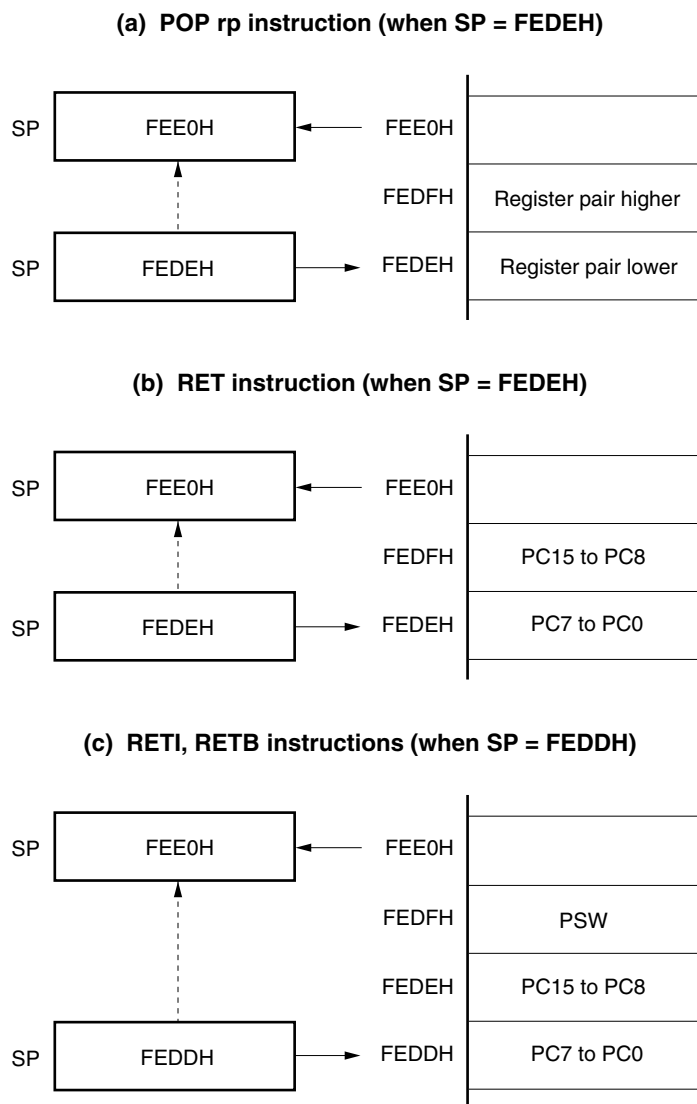 (a) POP rp instruction (when SP = FEDEH)
SP FEE0H FEE0H
FEDFH Register pair higher
SP FEDEH FEDEH Register pair lower
(b) RET instruction (when SP = FEDEH)
SP FEE0H FEE0H
FEDFH PC15 to PC8
SP FEDEH FEDEH PC7 to PC0
(c) RETI, RETB instructions (when SP = FEDDH)
SP FEE0H FEE0H
FEDFH PSW
FEDEH PC15 to PC8
SP FEDDH FEDDH PC7 to PC0